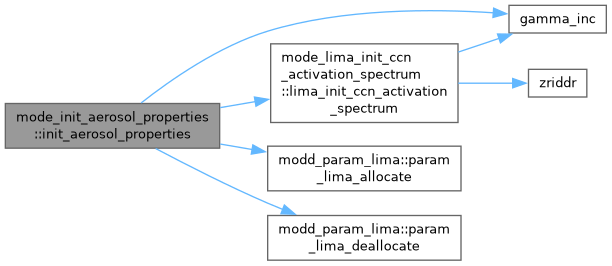 mode_init_aerosol_properties
::init_aerosol_properties
mode_lima_init_ccn
_activation_spectrum
::lima_init_ccn_activation
_spectrum
gamma_inc
zriddr
modd_param_lima::param
_lima_allocate
modd_param_lima::param
_lima_deallocate